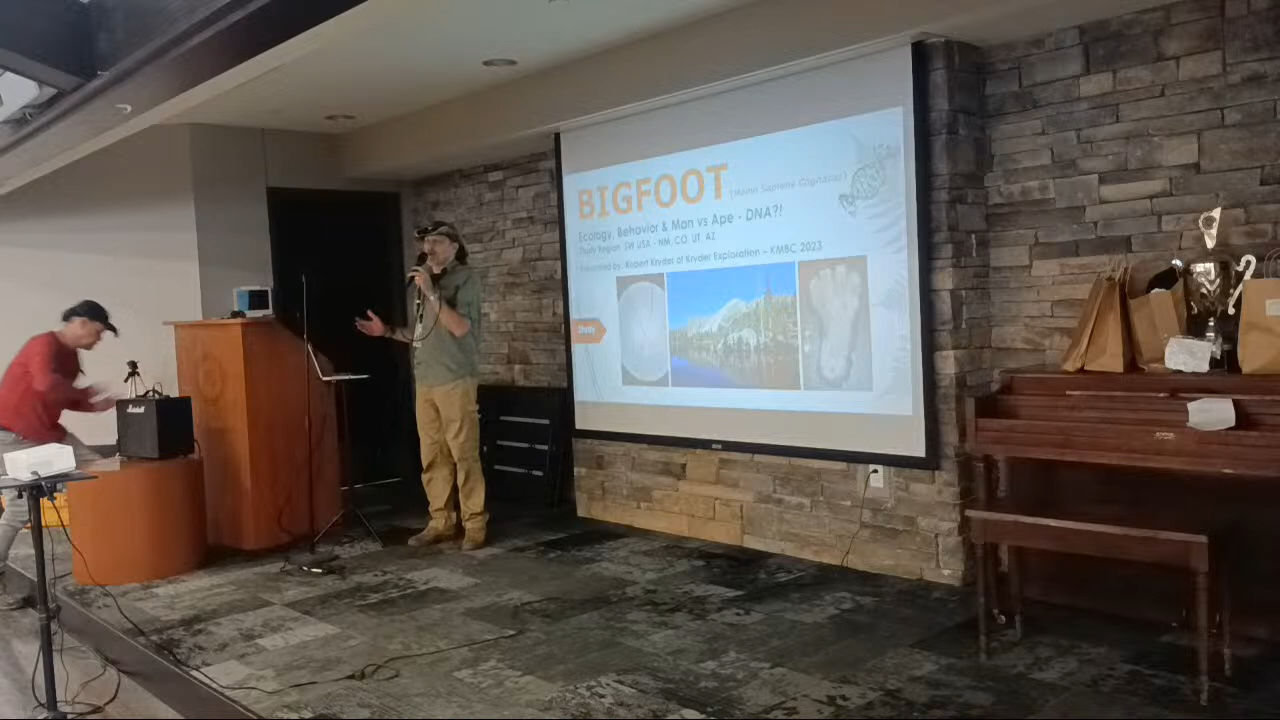 BIGFOOT (Homo Sapiens Cognatus)
Ecology, Behavior & Man vs Ape - DNA?!
Study Region SW USA - NM, CO, UT, AZ
Presented by: Robert Kryder of Kryder Exploration – KMBC 2023
Marshall